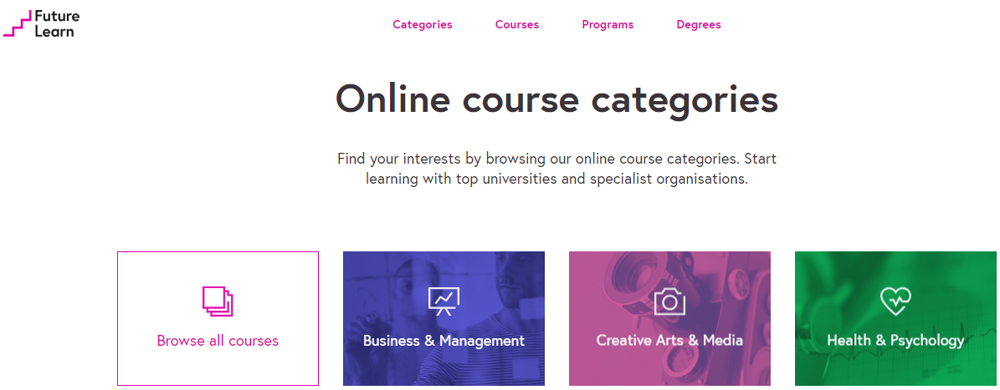 Future
Learn
Categories
Courses
Programs
Degrees
Online course categories
Find your interests by browsing our online course categories. Start
learning with top universities and specialist organisations.
Browse all courses
Business & Management
Creative Arts & Media
Health & Psychology